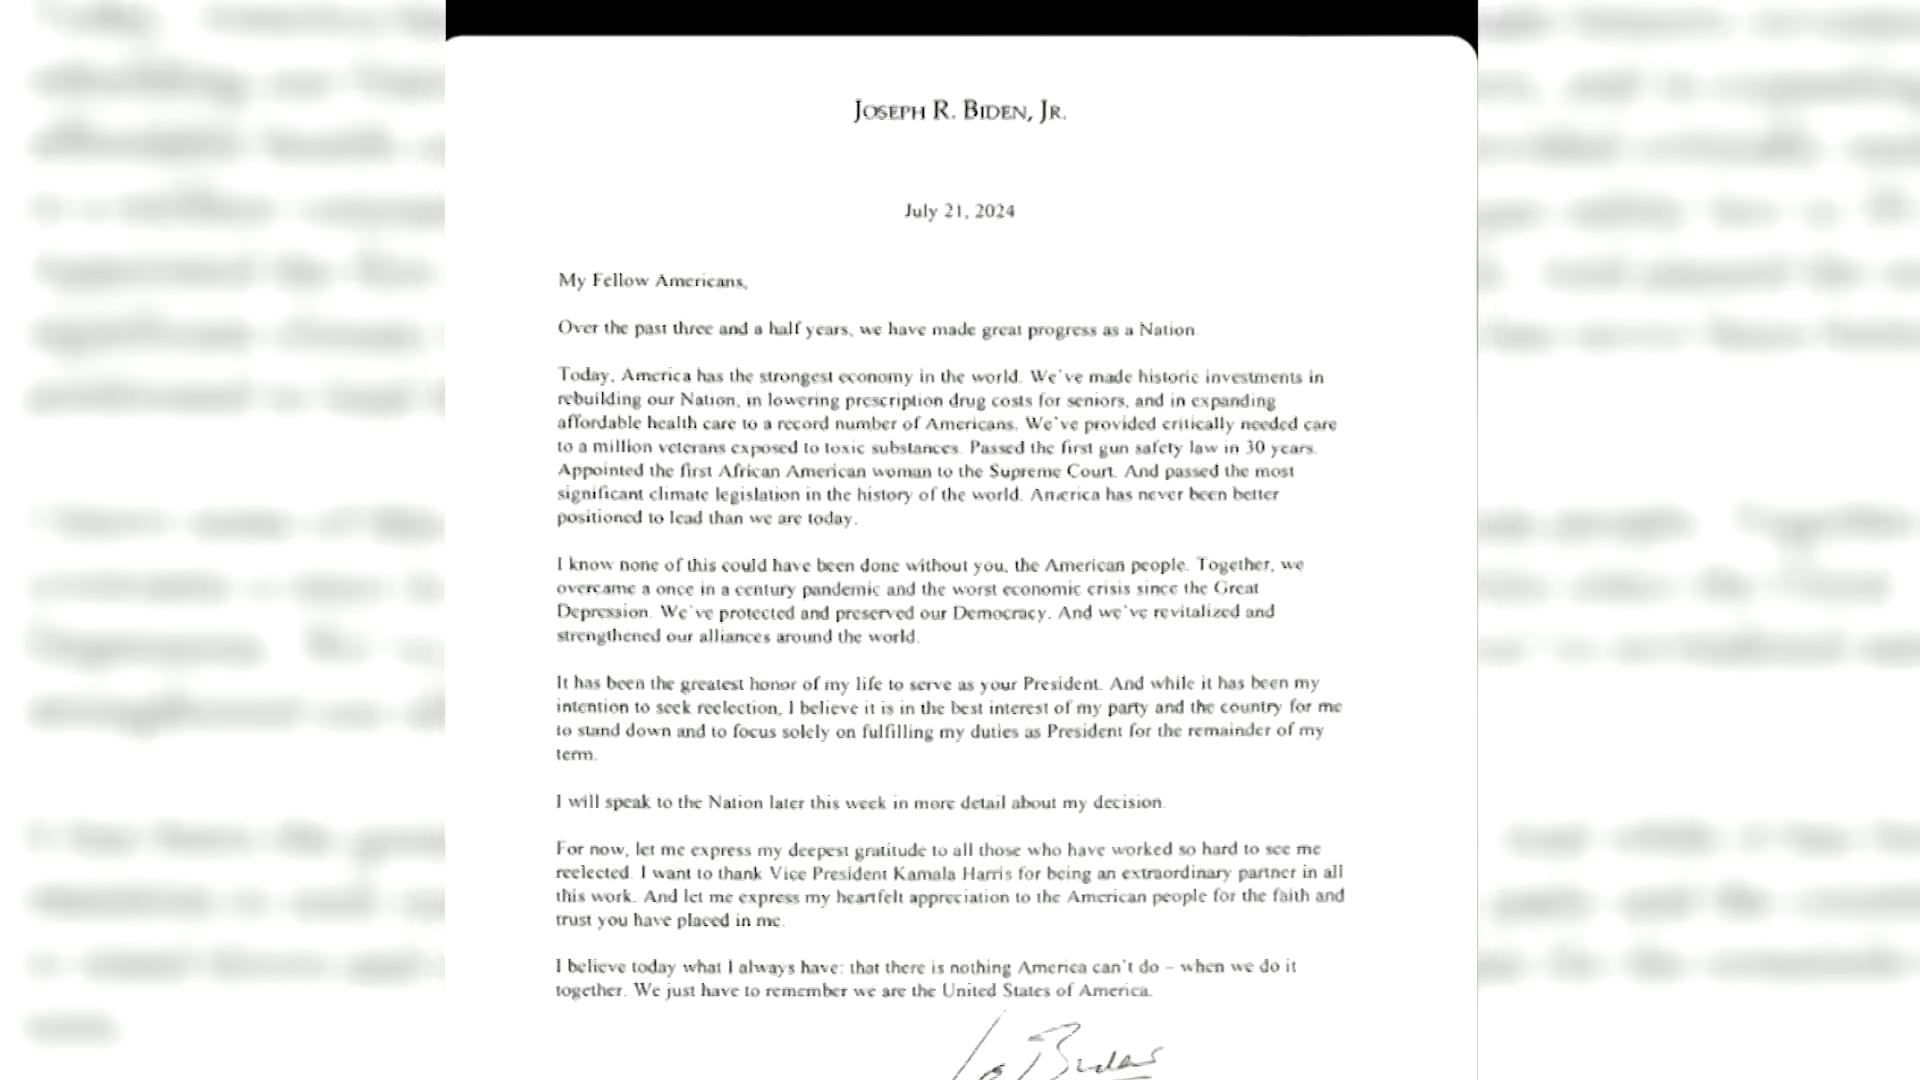 JOSEPH R. BIDEN, JR.
July 21, 2024
My Fellow Americans,
Over the past three and a half years, we have made great progress as a Nation.
Today, America has the strongest economy in the world. We've made historic investments in
rebuilding our Nation, in lowering prescription drug costs for seniors, and in expanding
affordable health care to a record number of Americans. We've provided critically needed care
to a million veterans exposed to toxic substances. Passed the first gun safety law in 30 years.
Appointed the first African American woman to the Supreme Court. And passed the most
significant climate legislation in the history of the world. America has never been better
positioned to lead than we are today.
I know none of this could have been done without you, the American people. Together, we
overcame a once in a century pandemic and the worst economic crisis since the Great
Depression. We've protected and preserved our Democracy. And we've revitalized and
strengthened our alliances around the world.
It has been the greatest honor of my life to serve as your President. And while it has been my
intention to seek reelection, I believe it is in the best interest of my party and the country for me
to stand down and to focus solely on fulfilling my duties as President for the remainder of my
term.
I will speak to the Nation later this week in more detail about my decision.
For now, let me express my deepest gratitude to all those who have worked so hard to see me
reelected. I want to thank Vice President Kamala Harris for being an extraordinary partner in all
this work. And let me express my heartfelt appreciation to the American people for the faith and
trust you have placed in me.
I believe today what I always have: that there is nothing America can't do – when we do it
together. We just have to remember we are the United States of America.